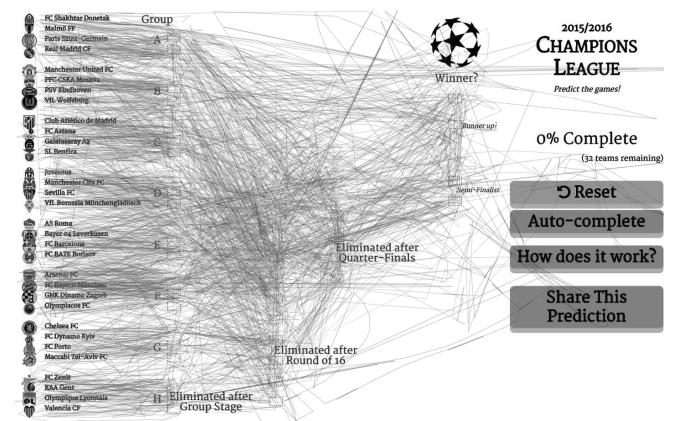 Group
FC Shakhtar Donetsk
Malmö FF
Paris Saint-Germain
Real Madrid CF
A
Manchester United FC
PFC CSKA Moskva
PSV Eindhoven
VfL Wolfsburg
B
Club Atlético de Madrid
FC Astana
Galatasaray AŞ
SL Benfica
C
Juventus
Manchester City FC
Sevilla FC
VfL Borussia Mönchengladbach
D
AS Roma
Bayer 04 Leverkusen
FC Barcelona
FC BATE Borisov
E
Arsenal FC
FC Bayern München
GNK Dinamo Zagreb
Olympiacos FC
F
Chelsea FC
FC Dynamo Kyiv
FC Porto
Maccabi Tel-Aviv FC
G
FC Zenit
KAA Gent
Olympique Lyonnais
Valencia CF
H
Eliminated after
Group Stage
Eliminated after
Round of 16
Eliminated after
Quarter-Finals
Semi-Finalist
Runner up?
Winner?
2015/2016
Champions
League
Predict the games!
0% Complete
(32 teams remaining)
Reset
Auto-complete
How does it work?
Share This
Prediction